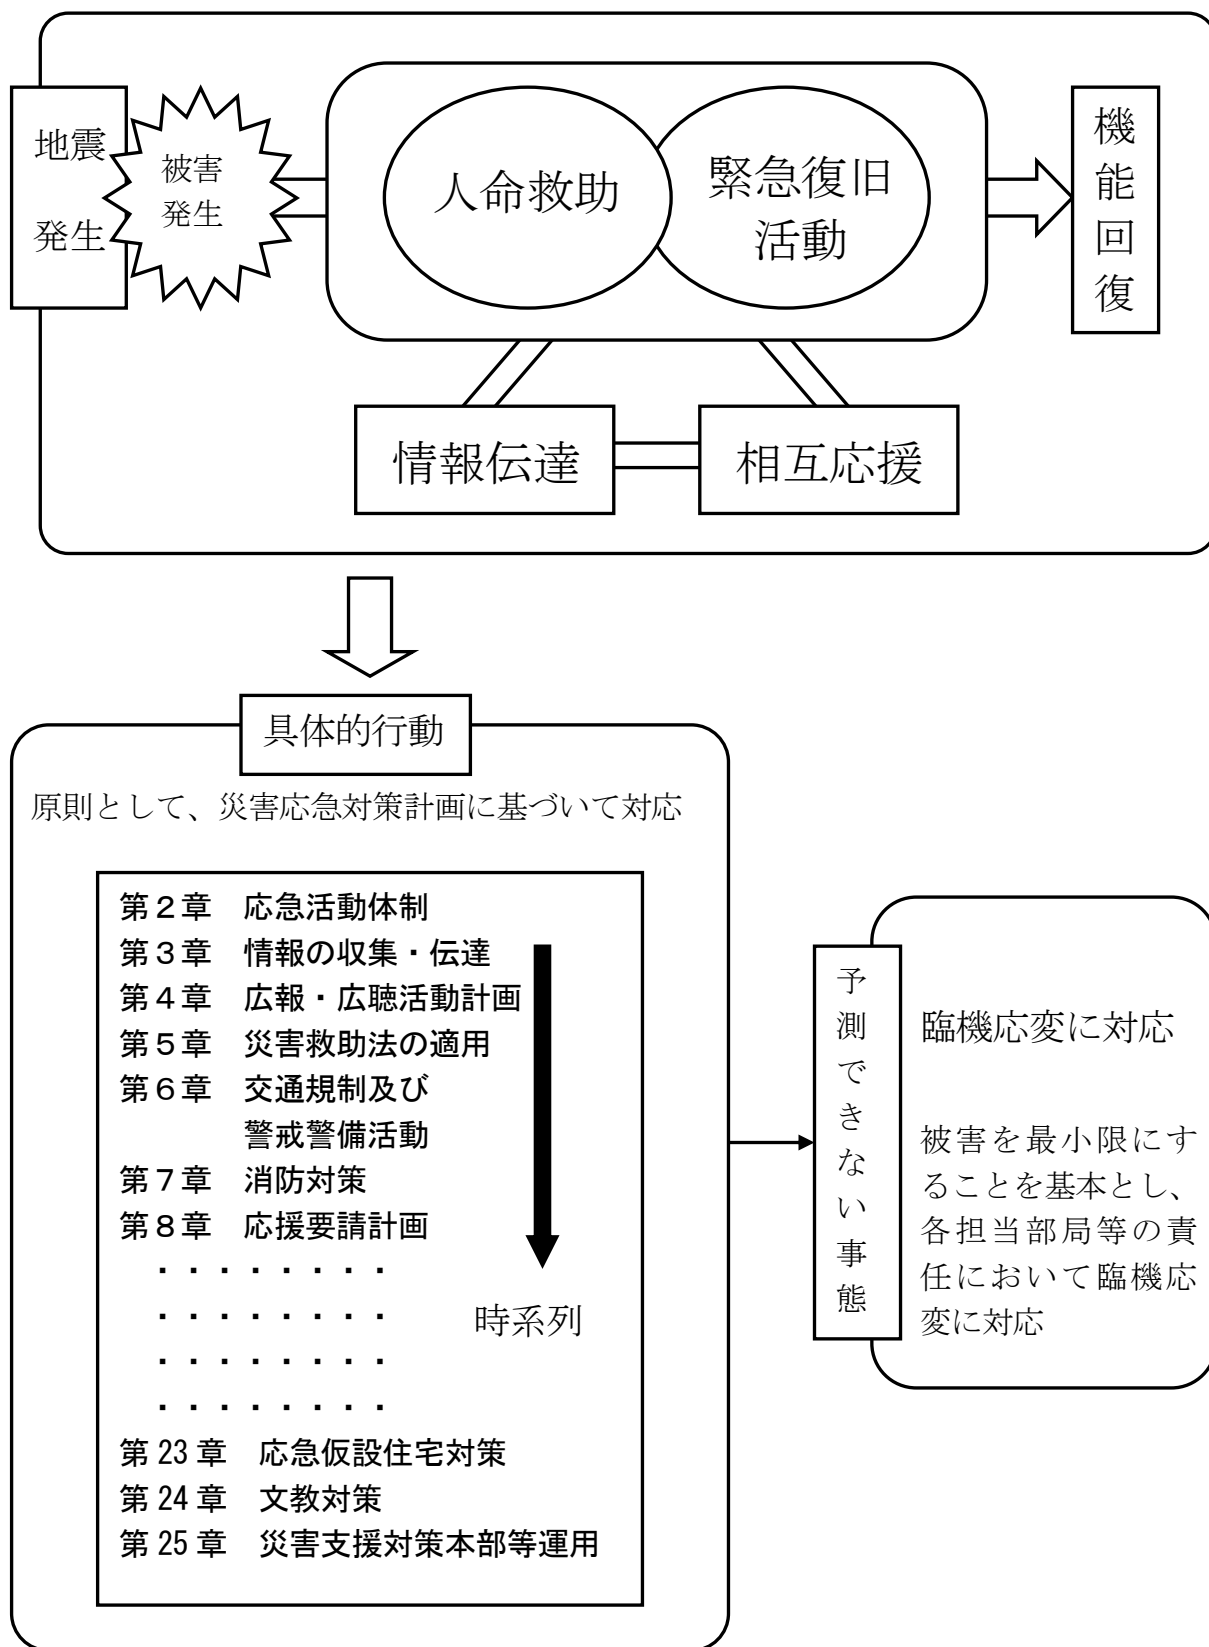 地震
発生
被害
発生
人命救助
緊急復旧
活動
機能回復
情報伝達
相互応援
具体的行動
原則として、災害応急対策計画に基づいて対応
第２章　応急活動体制
第３章　情報の収集・伝達
第４章　広報・広聴活動計画
第５章　災害救助法の適用
第６章　交通規制及び
警戒警備活動
第７章　消防対策
第８章　応援要請計画
・・・・・・・・
・・・・・・・・
・・・・・・・・
・・・・・・・・
時系列
第 23 章　応急仮設住宅対策
第 24 章　文教対策
第 25 章　災害支援対策本部等運用
予測できない事態
臨機応変に対応
被害を最小限にす
ることを基本とし、
各担当部局等の責
任において臨機応
変に対応